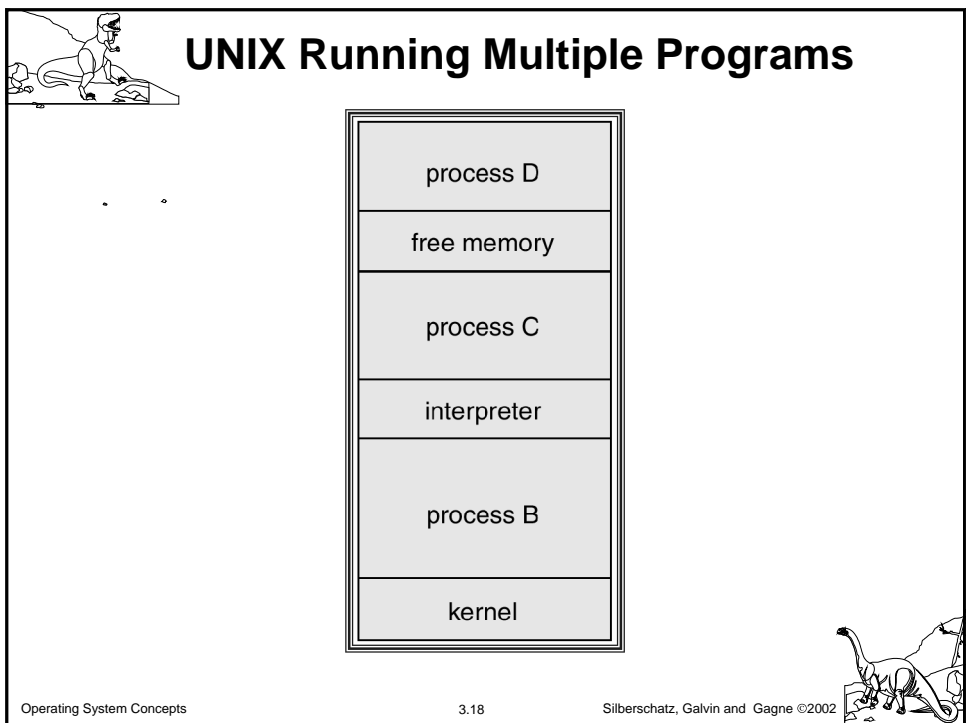 UNIX Running Multiple Programs
process D
free memory
process C
interpreter
process B
kernel
Operating System Concepts
3.18
Silberschatz, Galvin and Gagne ©2002